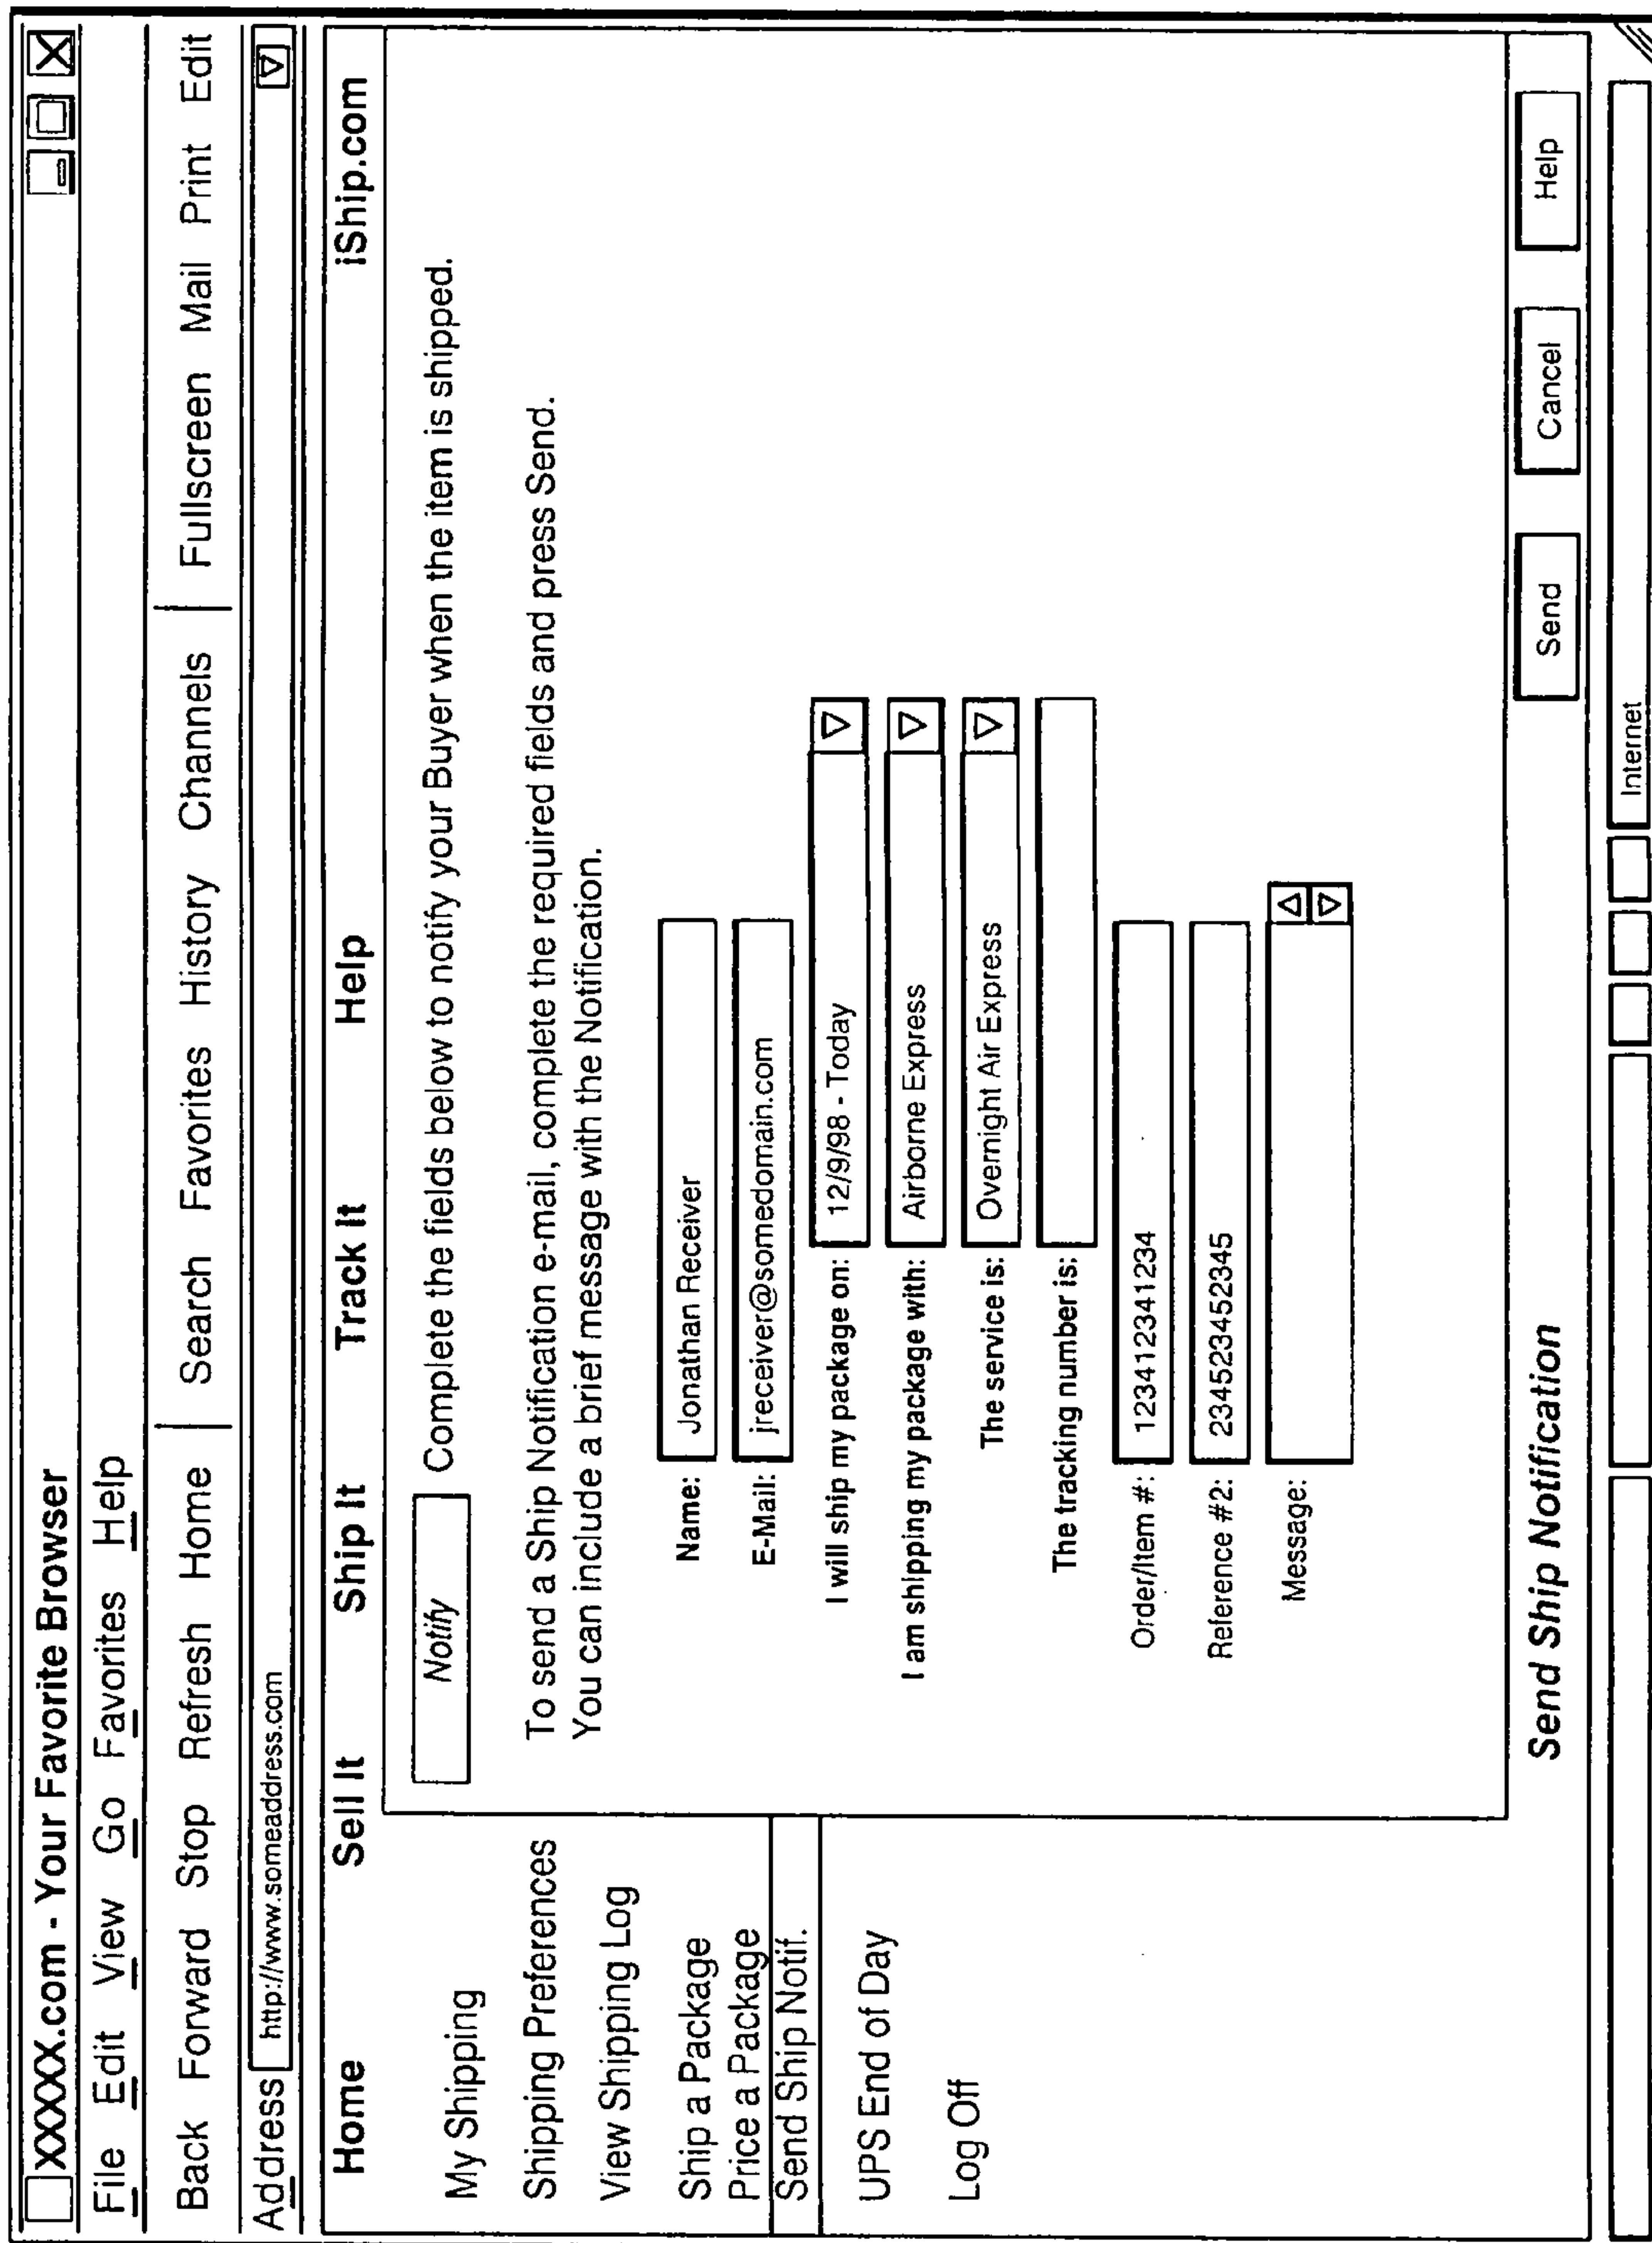 XXXXX.com - Your Favorite Browser
File Edit View Go Favorites Help
Back Forward Stop Refresh Home Search Favorites History Channels Fullscreen Mail Print Edit
Address http://www.someaddress.com
Home Sell It Ship It Track It Help iShip.com
My Shipping
Shipping Preferences
View Shipping Log
Ship a Package
Price a Package
Send Ship Notif.
UPS End of Day
Log Off
Notify Complete the fields below to notify your Buyer when the item is shipped.
To send a Ship Notification e-mail, complete the required fields and press Send.
You can include a brief message with the Notification.
Name: Jonathan Receiver
E-Mail: jreceiver@somedomain.com
I will ship my package on: 12/9/98 - Today
I am shipping my package with: Airborne Express
The service is: Overnight Air Express
The tracking number is:
Order/Item #: 123412341234
Reference #2: 234523452345
Message:
Send Ship Notification Send Cancel Help
Internet